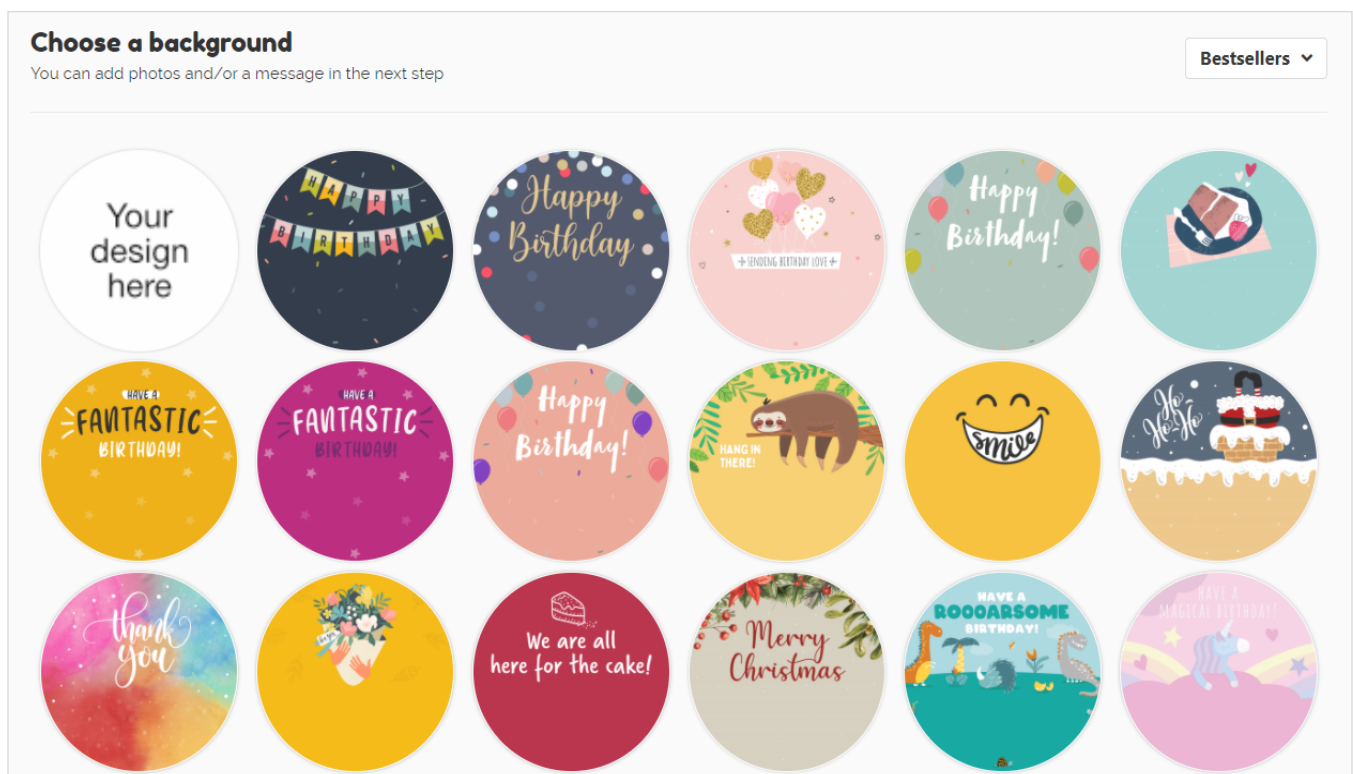 Choose a background
You can add photos and/or a message in the next step
Bestsellers
Your
design
here
HAPPY
BIRTHDAY
Happy
Birthday
SENDING BIRTHDAY LOVE
Happy
Birthday!
HAVE A
FANTASTIC
BIRTHDAY!
HAVE A
FANTASTIC
BIRTHDAY!
Happy
Birthday!
HANG IN
THERE!
smile
Ho
Ho Ho
thank
you
We are all
here for the cake!
Merry
Christmas
HAVE A
ROOOARSOME
BIRTHDAY!
HAVE A
MAGICAL BIRTHDAY!